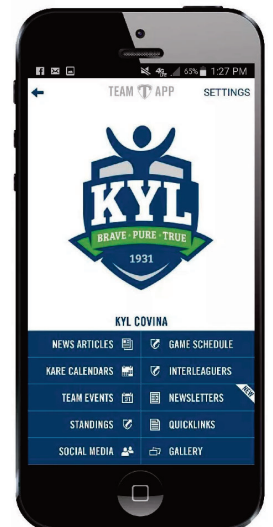 4G 65% 1:27 PM
TEAM APP SETTINGS
KYL
BRAVE - PURE - TRUE
1931
KYL COVINA
NEWS ARTICLES GAME SCHEDULE
KARE CALENDARS INTERLEAGUERS
TEAM EVENTS NEWSLETTERS NEW
STANDINGS QUICKLINKS
SOCIAL MEDIA GALLERY